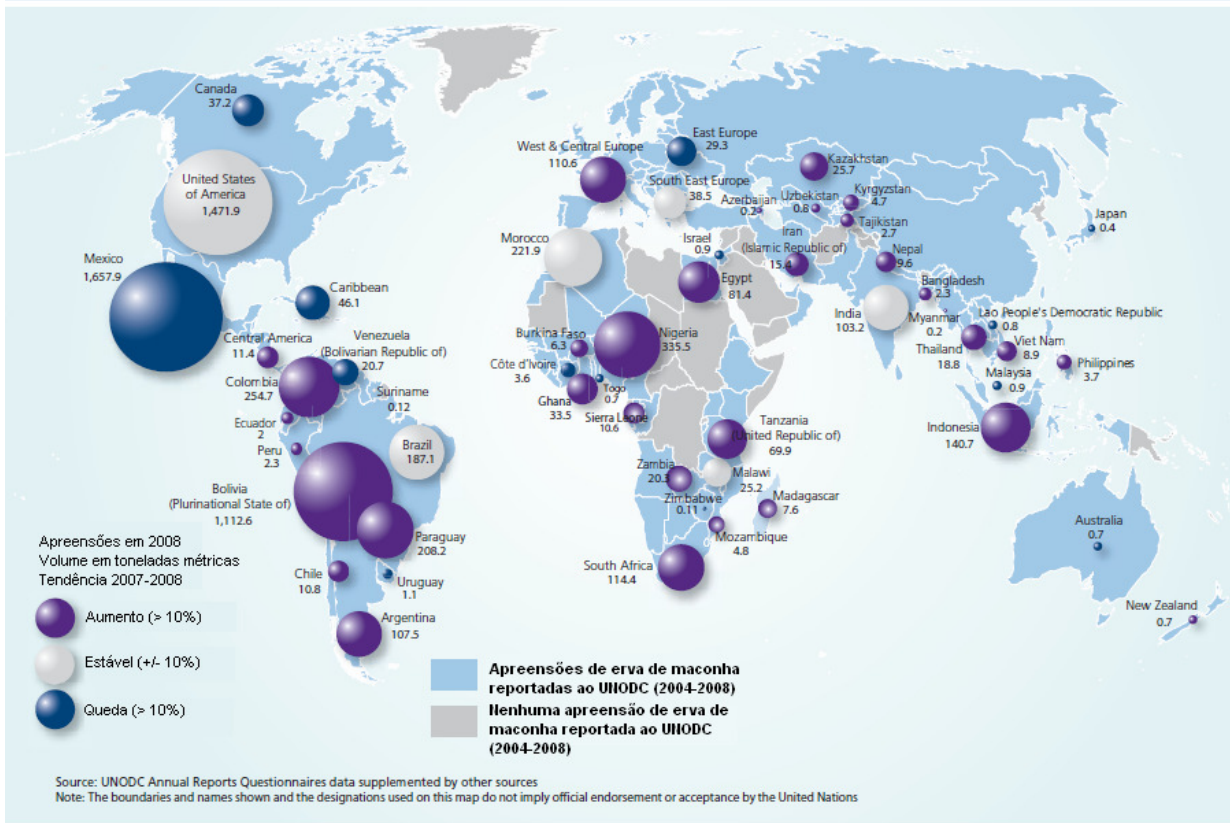 Canada
37.2
United States
of America
1,471.9
Mexico
1,657.9
Caribbean
46.1
Central America
11.4
Venezuela
(Bolivarian Republic of)
20.7
Colombia
254.7
Suriname
0.12
Ecuador
2
Peru
2.3
Brazil
187.1
Bolivia
(Plurinational State of)
1,112.6
Paraguay
208.2
Chile
10.8
Uruguay
1.1
Argentina
107.5
West & Central Europe
110.6
East Europe
29.3
South East Europe
38.5
Morocco
221.9
Israel
0.9
Egypt
81.4
Burkina Faso
6.3
Nigeria
335.5
Côte d'Ivoire
3.6
Togo
0.7
Ghana
33.5
Sierra Leone
10.6
Tanzania
(United Republic of)
69.9
Zambia
20.3
Malawi
25.2
Zimbabwe
0.11
Madagascar
7.6
Mozambique
4.8
South Africa
114.4
Kazakhstan
25.7
Azerbaijan
0.2
Uzbekistan
0.8
Kyrgyzstan
4.7
Tajikistan
2.7
Iran
(Islamic Republic of)
15.4
Nepal
9.6
Bangladesh
2.3
India
103.2
Myanmar
0.2
Lao People's Democratic Republic
0.8
Viet Nam
8.9
Thailand
18.8
Philippines
3.7
Malaysia
0.9
Indonesia
140.7
Japan
0.4
Australia
0.7
New Zealand
0.7
Apreensões em 2008
Volume em toneladas métricas
Tendência 2007-2008
Aumento (> 10%)
Estável (+/- 10%)
Queda (> 10%)
Apreensões de erva de maconha
reportadas ao UNODC (2004-2008)
Nenhuma apreensão de erva de
maconha reportada ao UNODC
(2004-2008)
Source: UNODC Annual Reports Questionnaires data supplemented by other sources
Note: The boundaries and names shown and the designations used on this map do not imply official endorsement or acceptance by the United Nations